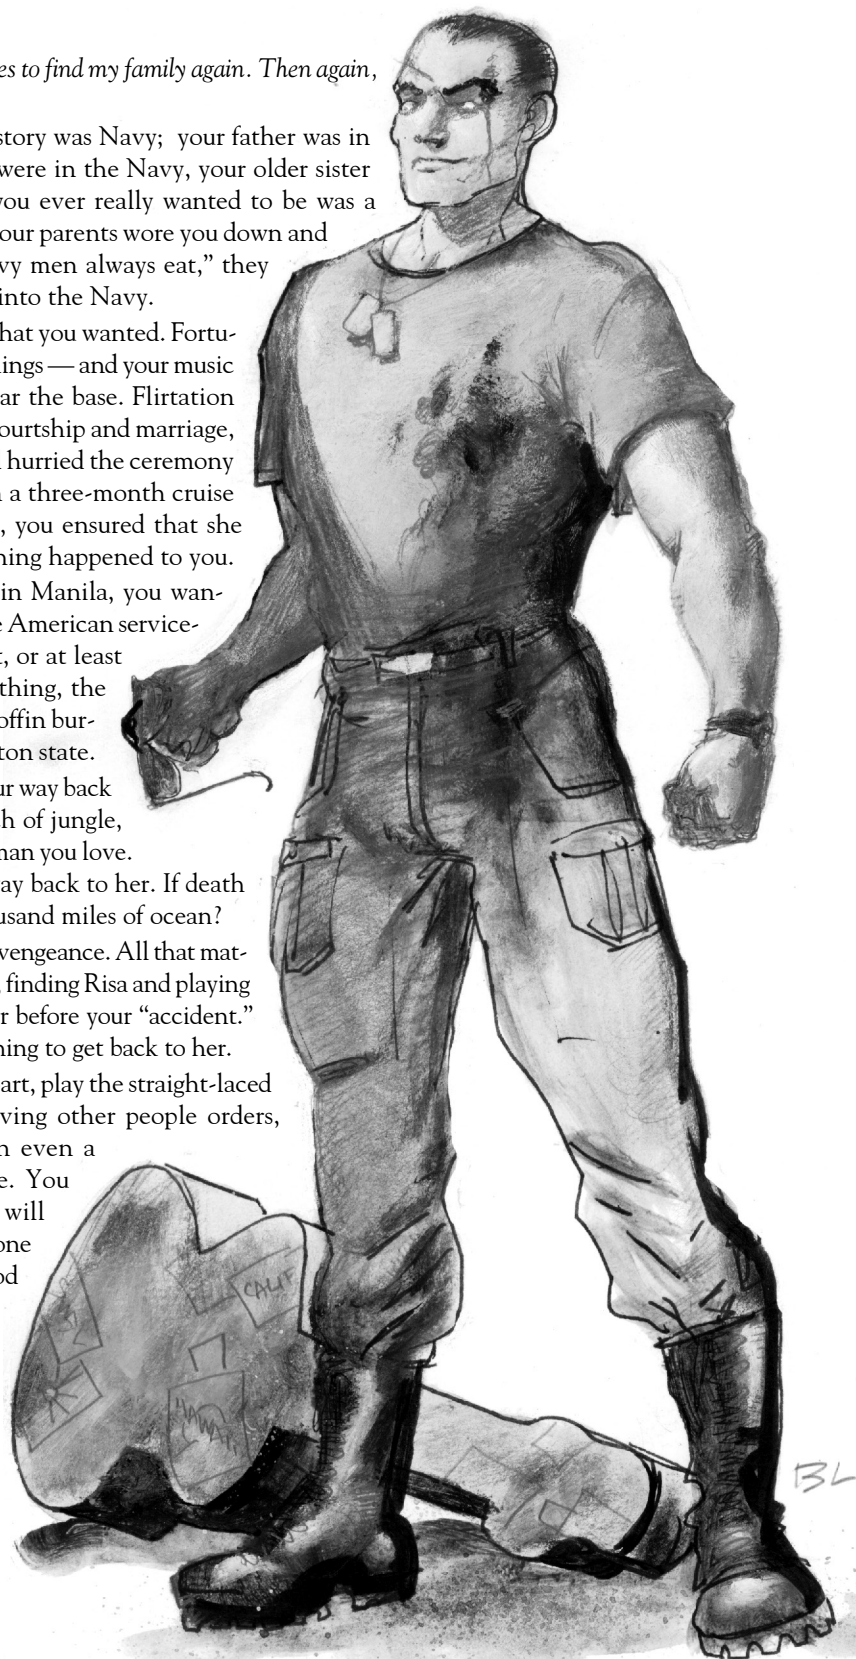 es to find my family again. Then again,
story was Navy; your father was in
were in the Navy, your older sister
you ever really wanted to be was a
our parents wore you down and
vy men always eat,” they
into the Navy.
hat you wanted. Fortu-
ings — and your music
ar the base. Flirtation
ourtship and marriage,
hurried the ceremony
a three-month cruise
, you ensured that she
ning happened to you.
in Manila, you wan-
e American service-
t, or at least
thing, the
offin bur-
ton state.
ur way back
h of jungle,
man you love.
ay back to her. If death
usand miles of ocean?
vengeance. All that mat-
finding Risa and playing
r before your “accident.”
ning to get back to her.
art, play the straight-laced
ving other people orders,
n even a
e. You
will
one
od
CALIF
HAWAII
BL